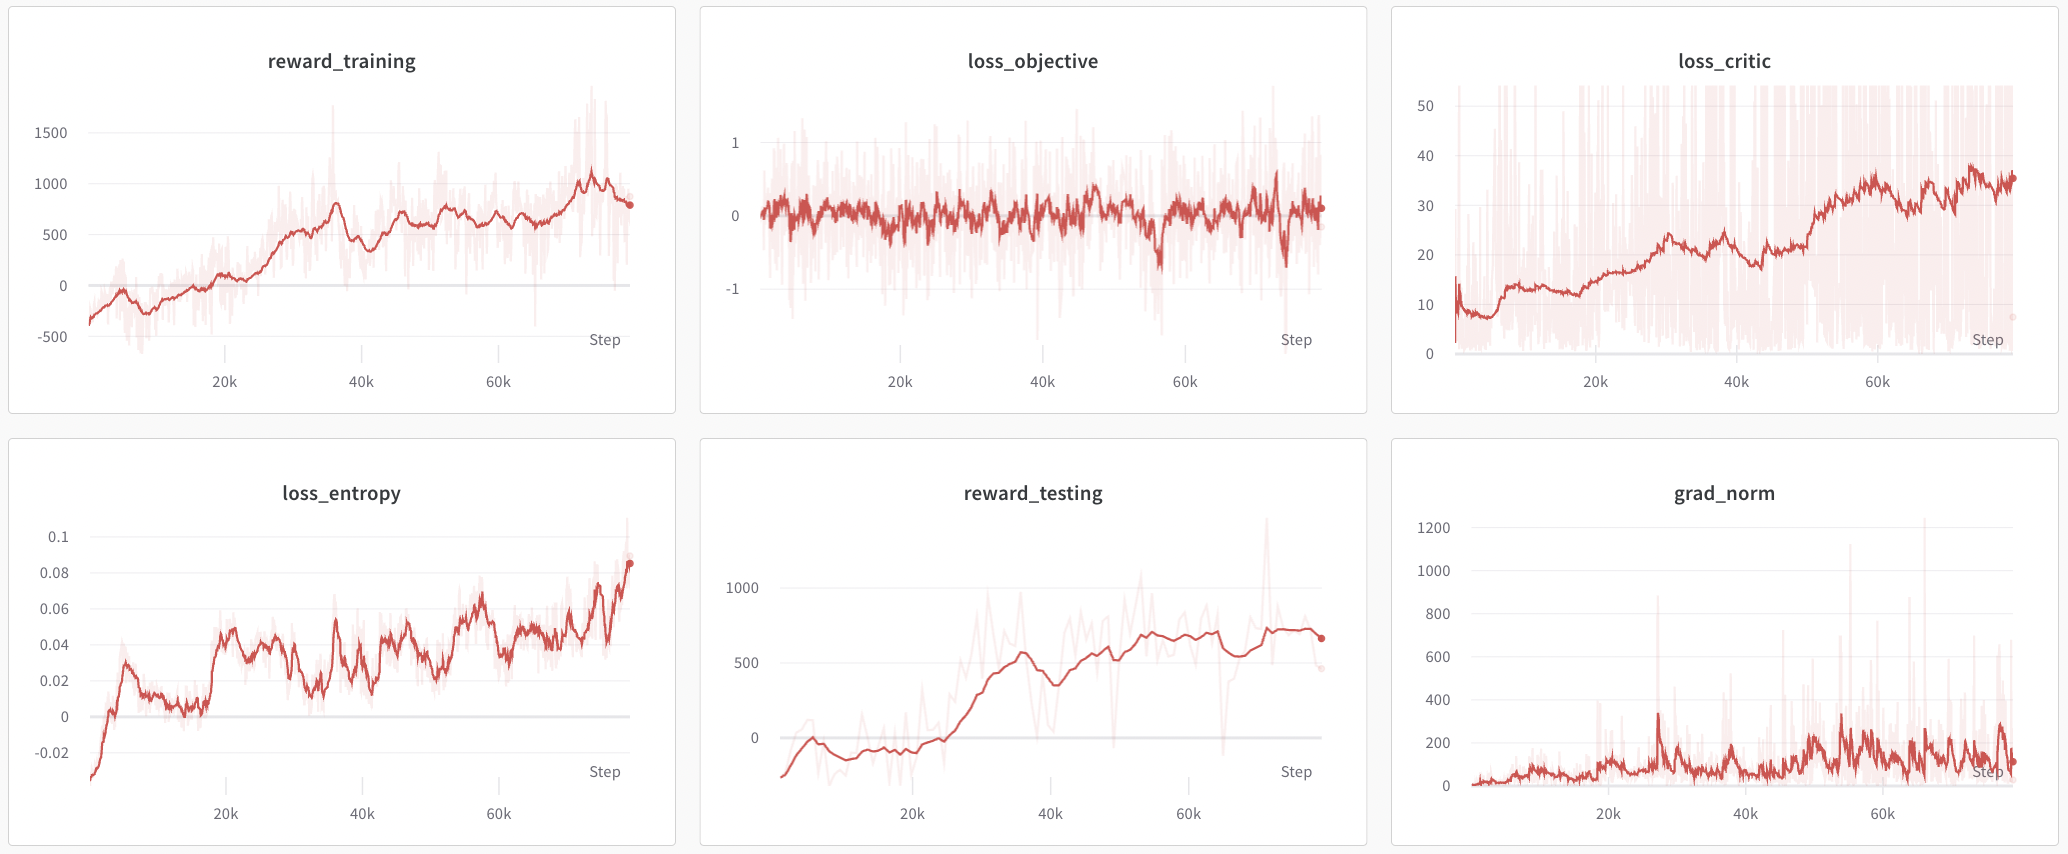 reward_training
1500
1000
500
0
-500
Step
20k 40k 60k
loss_objective
1
0
-1
Step
20k 40k 60k
loss_critic
50
40
30
20
10
0
Step
20k 40k 60k
loss_entropy
0.1
0.08
0.06
0.04
0.02
0
-0.02
Step
20k 40k 60k
reward_testing
1000
500
0
Step
20k 40k 60k
grad_norm
1200
1000
800
600
400
200
0
Step
20k 40k 60k